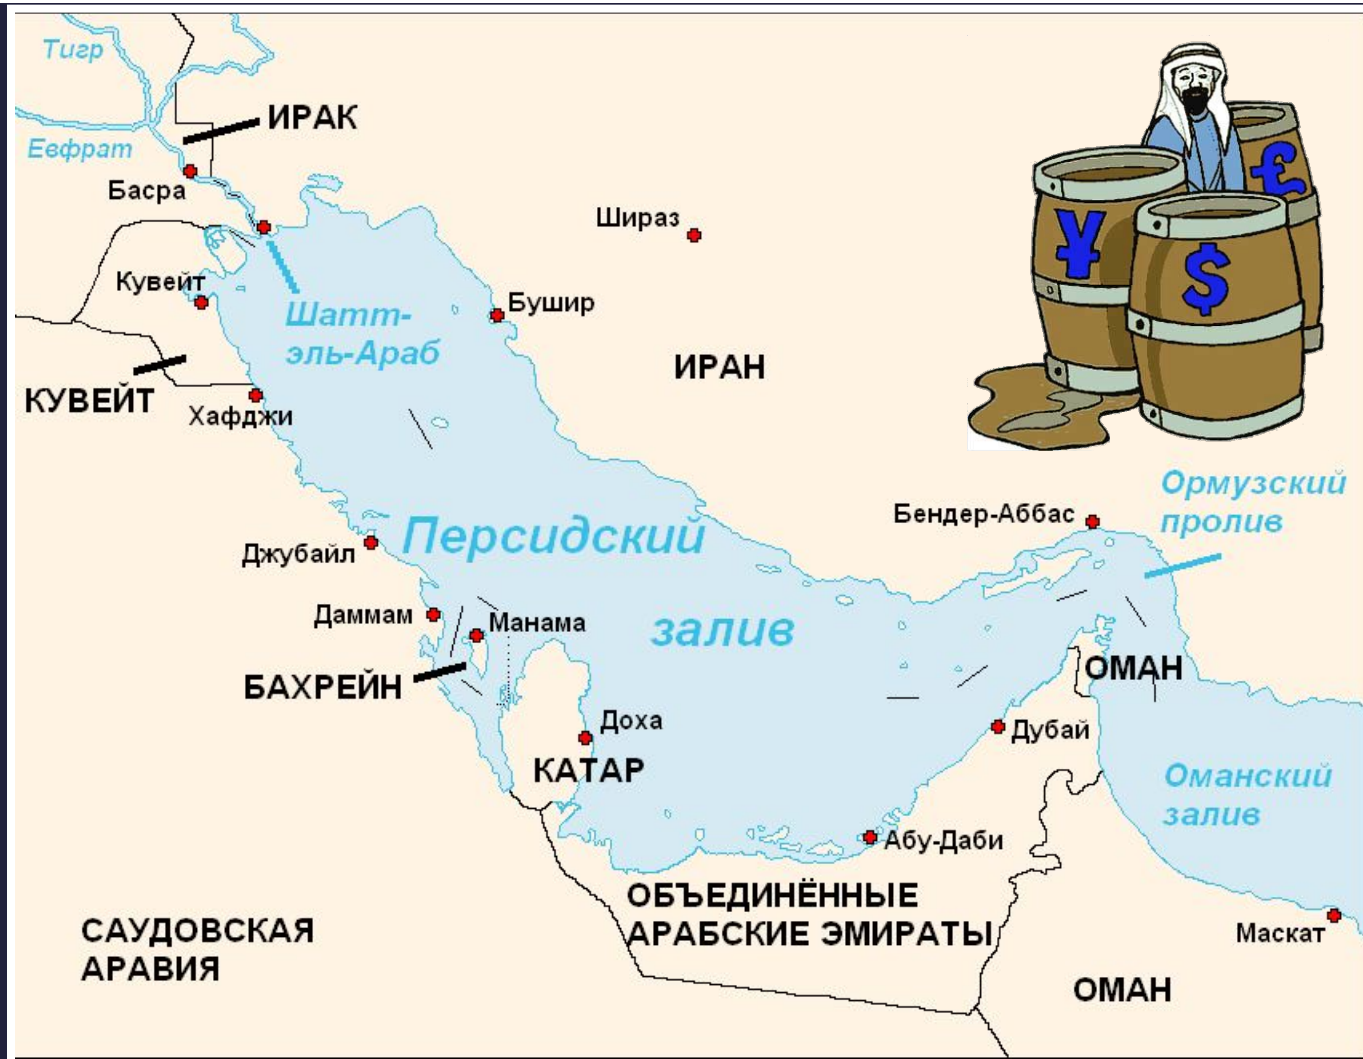 Тигр
ИРАК
Евфрат
Басра
Шираз
¥
£
$
Кувейт
Бушир
Шатт-
эль-Араб
ИРАН
КУВЕЙТ
Хафджи
Ормузский
пролив
Бендер-Аббас
Персидский
залив
Джубайл
Даммам
Манама
БАХРЕЙН
ОМАН
Доха
Дубай
КАТАР
Оманский
залив
Абу-Даби
ОБЪЕДИНЁННЫЕ
АРАБСКИЕ ЭМИРАТЫ
САУДОВСКАЯ
АРАВИЯ
Маскат
ОМАН